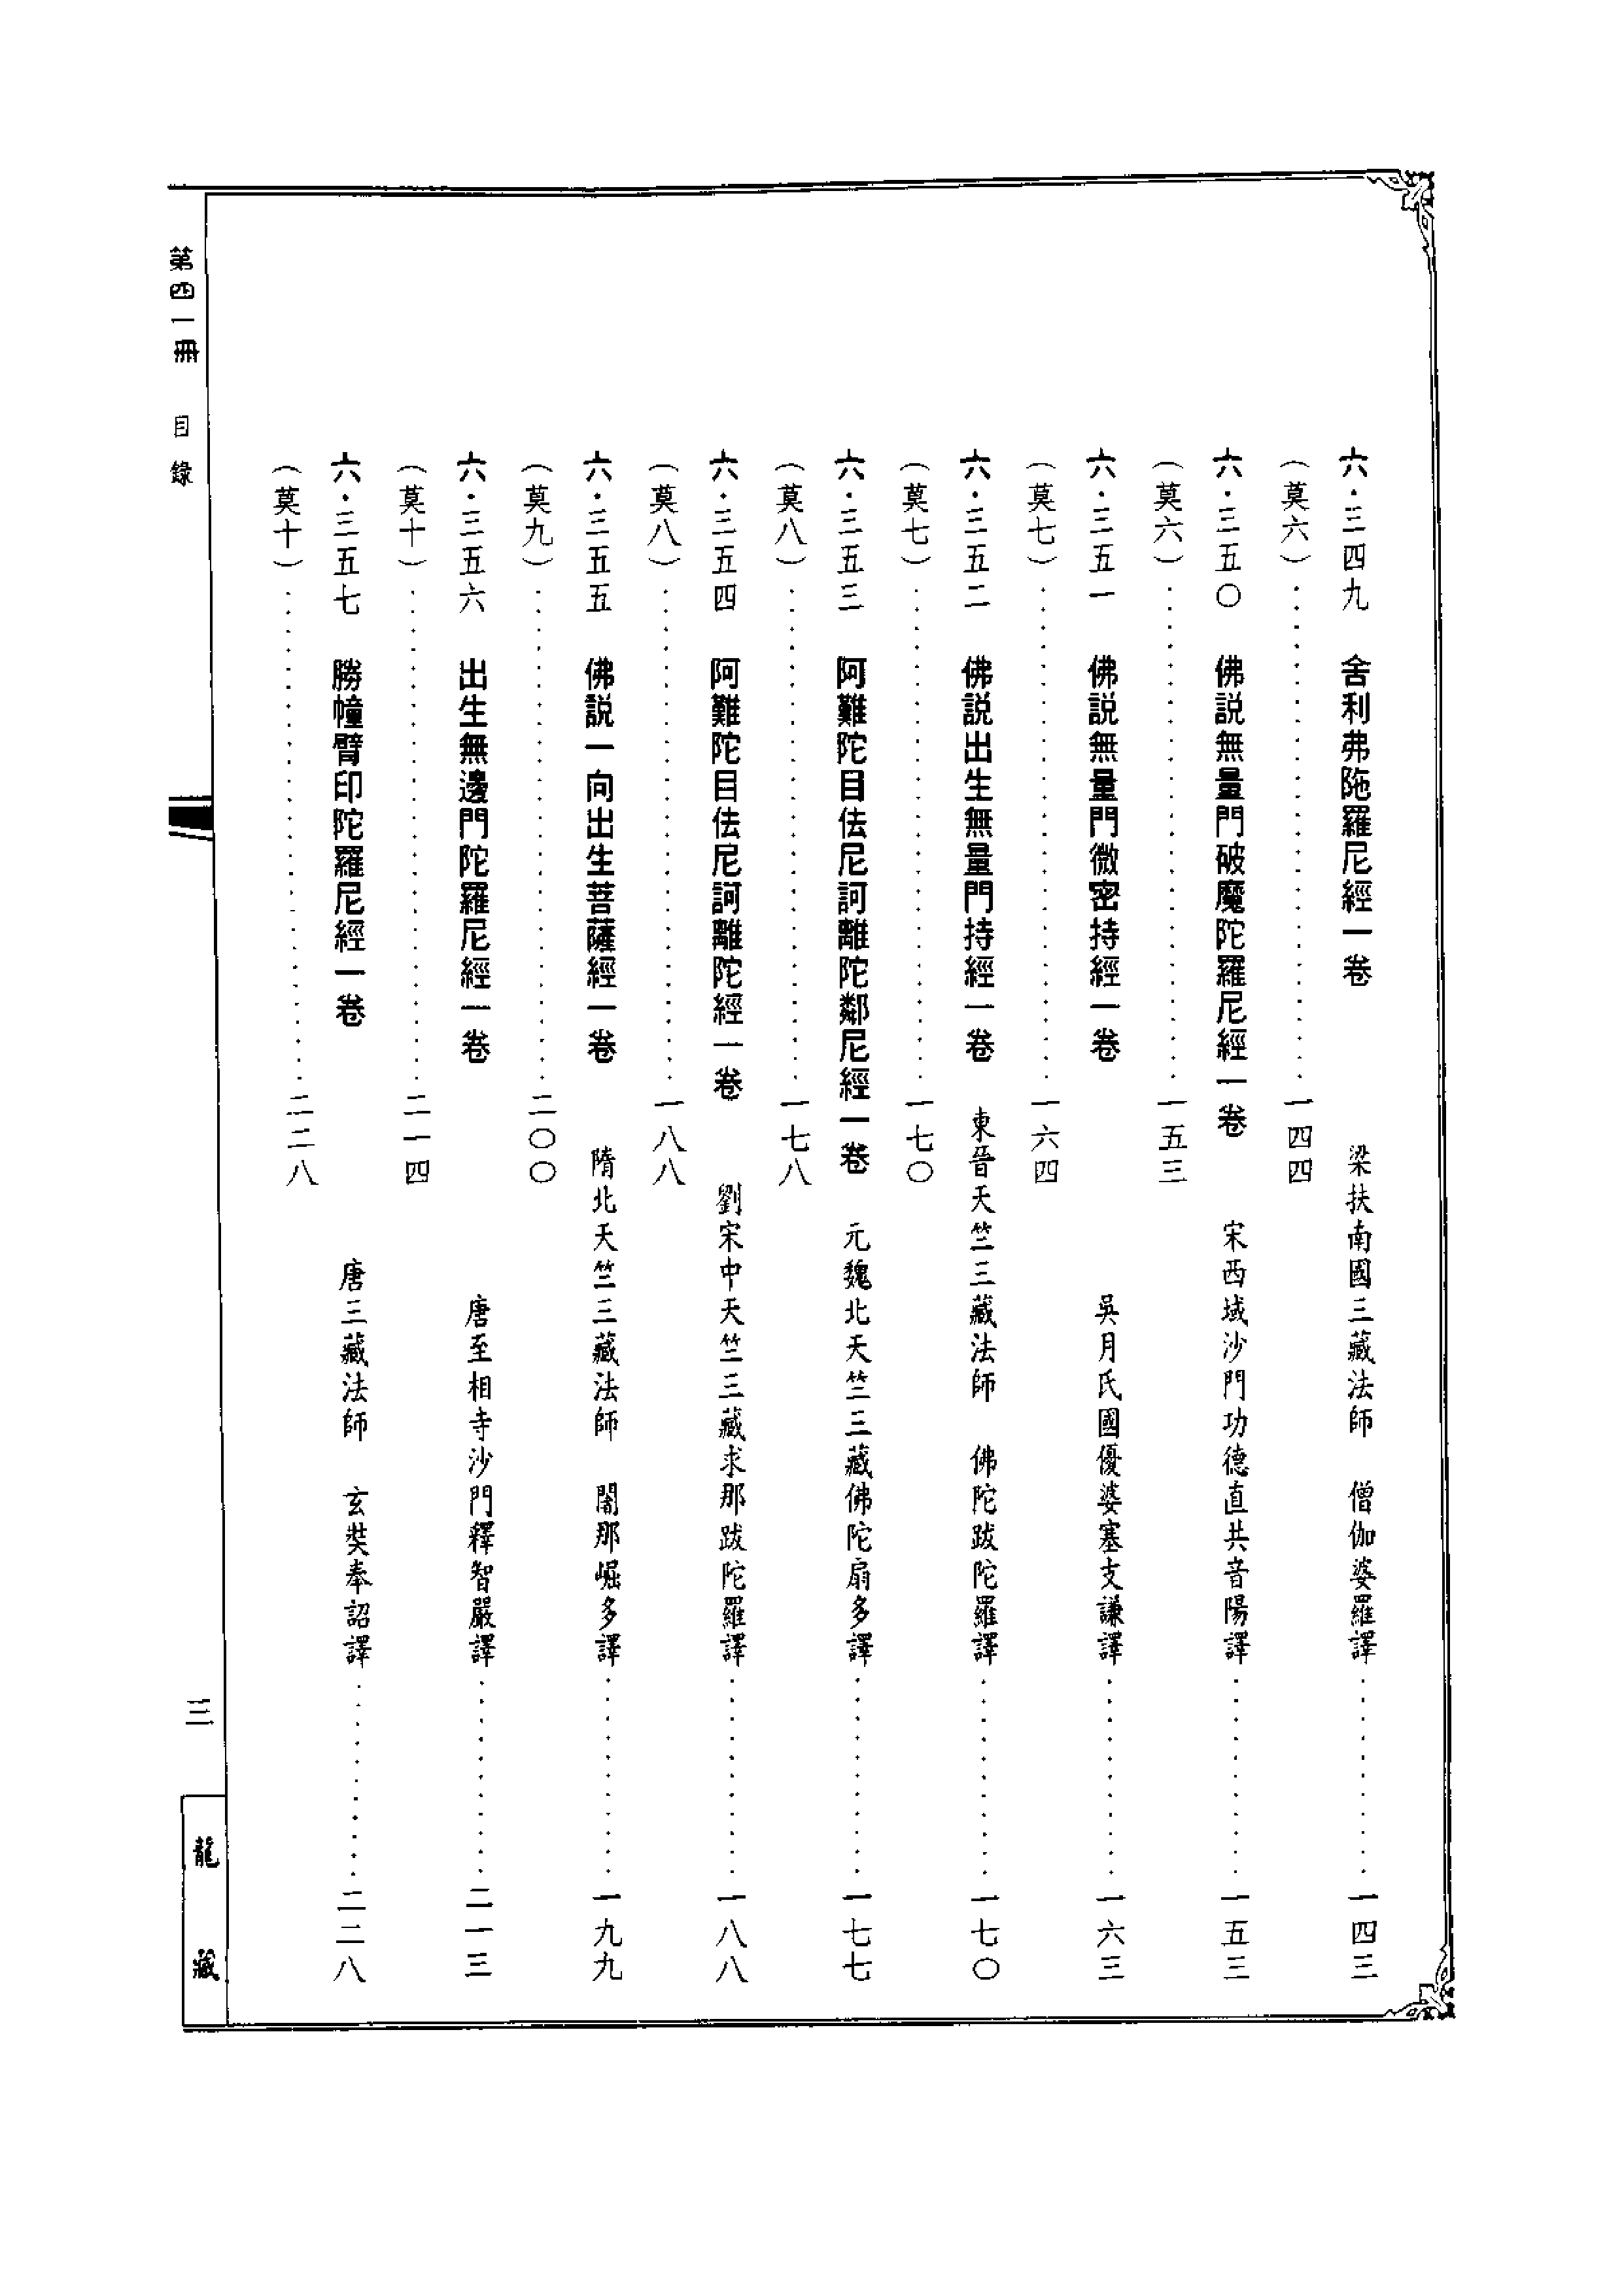 六·三四九　舍利弗陁羅尼經一卷　梁扶南國三藏法師　僧伽婆羅譯…………一四三
（莫六）…………一四四
六·三五〇　佛説無量門破魔陀羅尼經一卷　宋西域沙門功德直共音陽譯…………一五三
（莫六）…………一五三
六·三五一　佛説無量門微密持經一卷　吳月氏國優婆塞支謙譯…………一六三
（莫七）…………一六四
六·三五二　佛説出生無量門持經一卷　東晉天竺三藏法師　佛陀跋陀羅譯…………一七〇
（莫七）…………一七〇
六·三五三　阿難陀目佉尼訶離陀鄰尼經一卷　元魏北天竺三藏佛陀扇多譯…………一七七
（莫八）…………一七八
六·三五四　阿難陀目佉尼訶離陀經一卷　劉宋中天竺三藏求那跋陀羅譯…………一八八
（莫八）…………一八八
六·三五五　佛説一向出生菩薩經一卷　隋北天竺三藏法師　闍那崛多譯…………一九九
（莫九）…………二〇〇
六·三五六　出生無邊門陀羅尼經一卷　唐至相寺沙門釋智嚴譯…………二一三
（莫十）…………二一四
六·三五七　勝幢臂印陀羅尼經一卷　唐三藏法師　玄奘奉詔譯…………二二八
（莫十）…………二二八
第四一冊　目錄
三
龍藏